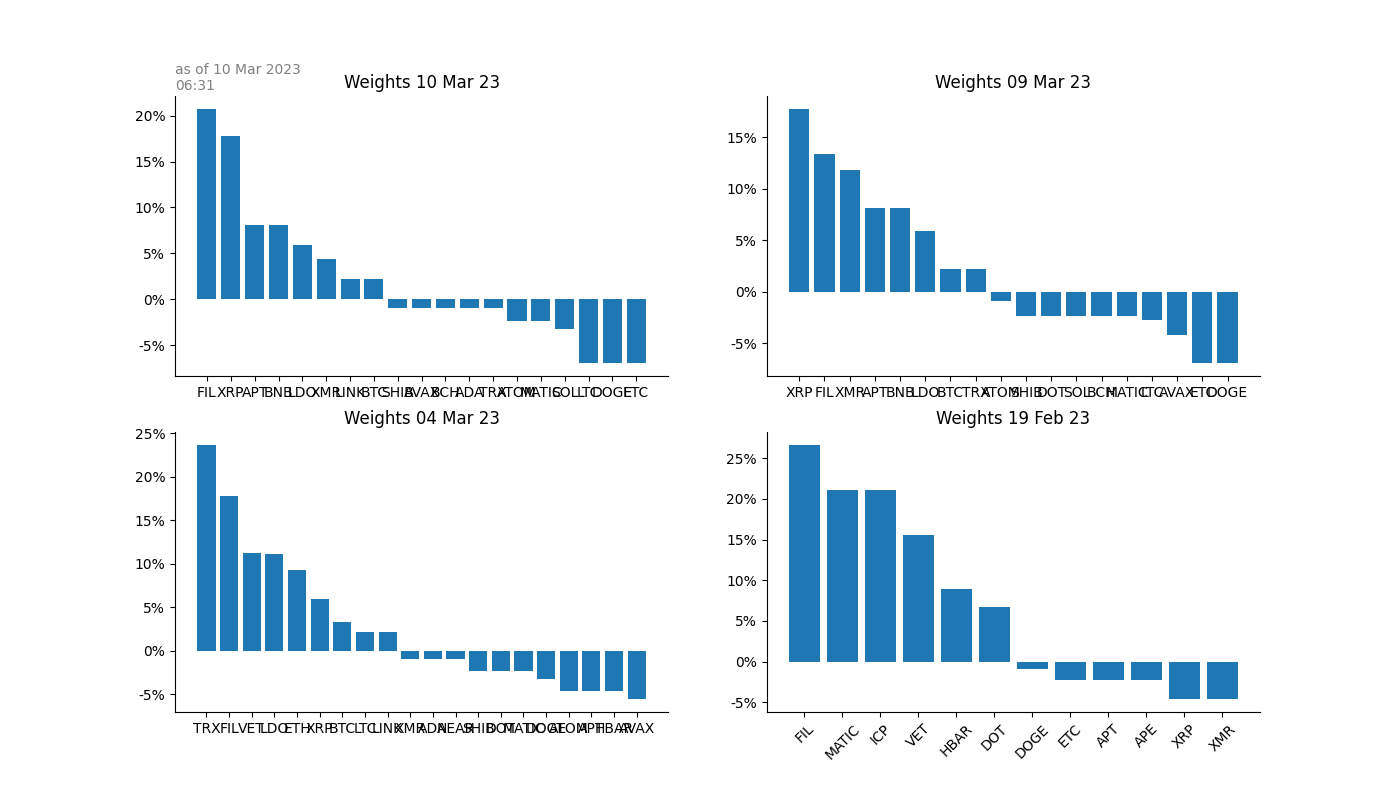 as of 10 Mar 2023
06:31
Weights 10 Mar 23
20%
15%
10%
5%
0%
-5%
FIL XRP APT BNB LDO XMR LINK BTC SHIB AVAX BCH ADA TRX ATOM MATIC SOL LTC DOGE ETC
Weights 09 Mar 23
15%
10%
5%
0%
-5%
XRP FIL XMR APT BNB LDO BTC TRX ATOM SHIB DOT SOL BCH MATIC LTC AVAX ETC DOGE
Weights 04 Mar 23
25%
20%
15%
10%
5%
0%
-5%
TRX FIL VET LDO ETH XRP BTC LTC LINK XMR ADA NEAR SHIB DOT MATIC DOGE ATOM APT HBAR AVAX
Weights 19 Feb 23
25%
20%
15%
10%
5%
0%
-5%
FIL MATIC ICP VET HBAR DOT DOGE ETC APT APE XRP XMR